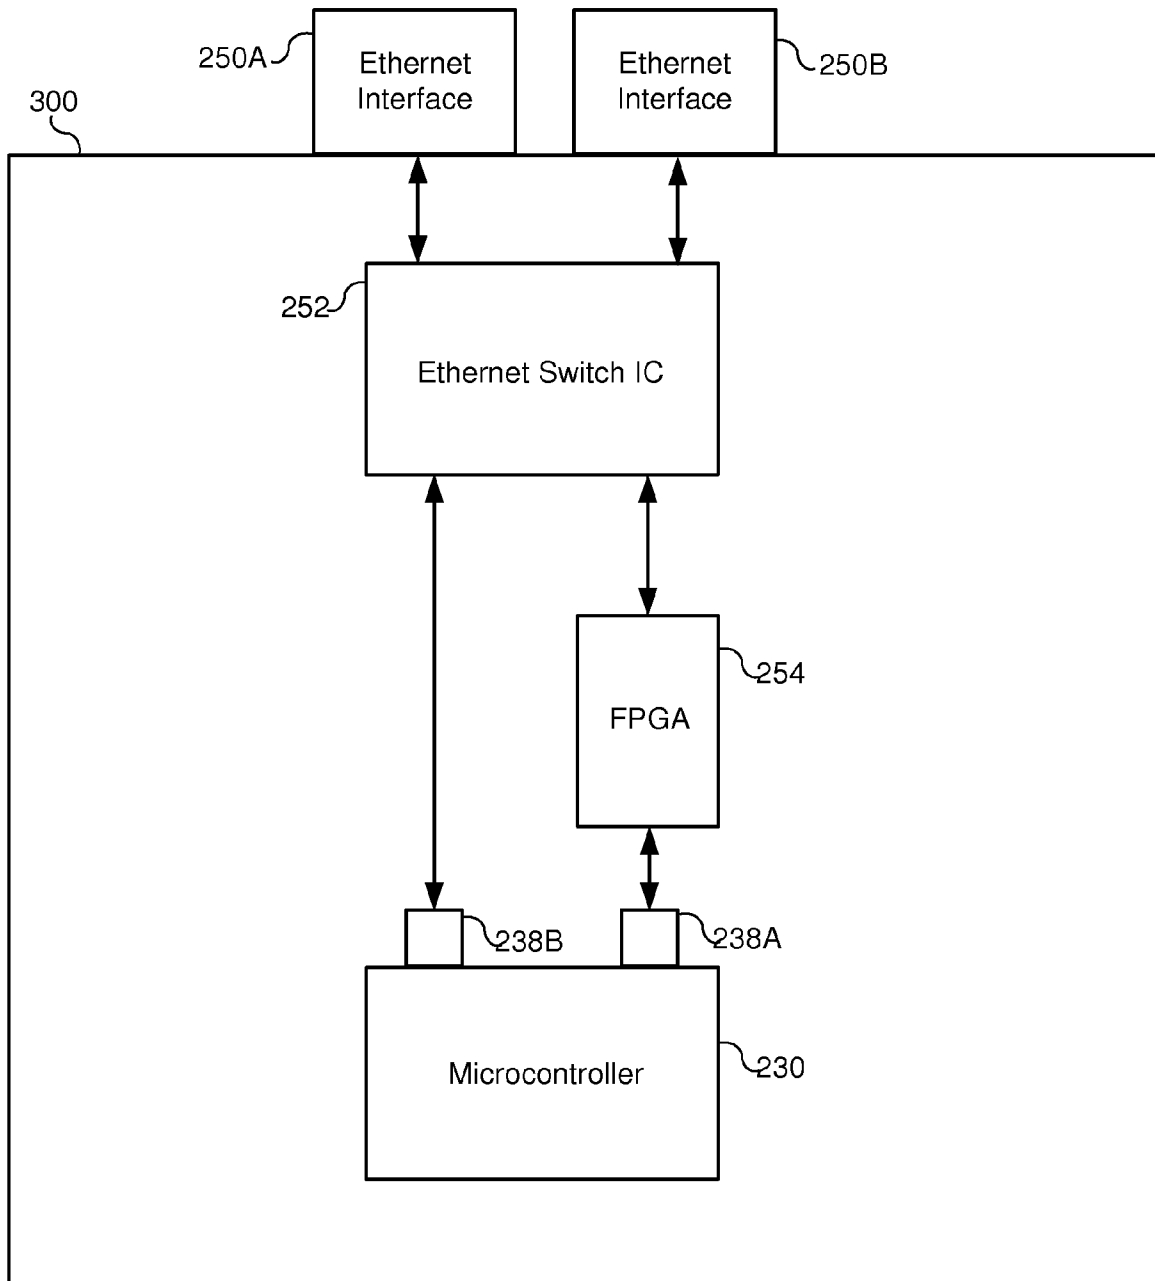 250A
Ethernet
Interface
Ethernet
Interface
250B
300
252
Ethernet Switch IC
254
FPGA
238B
238A
Microcontroller
230